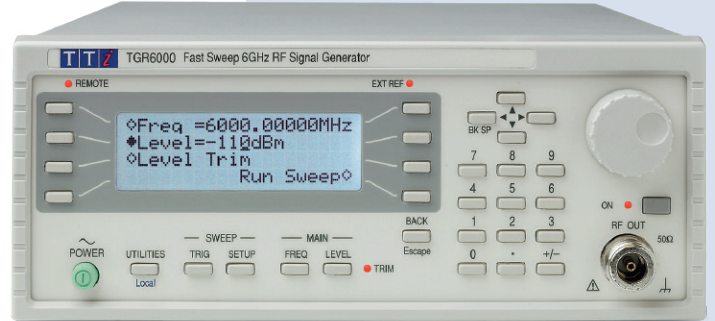 TTi TGR6000 Fast Sweep 6GHz RF Signal Generator
REMOTE EXT REF
◇Freq =6000.00000MHz
◆Level=-110dBm
◇Level Trim
Run Sweep◇
BK SP
7 8 9
4 5 6
1 2 3
0 . +/-
ON
RF OUT
50Ω
BACK
Escape
SWEEP MAIN
POWER UTILITIES TRIG SETUP FREQ LEVEL
Local
TRIM